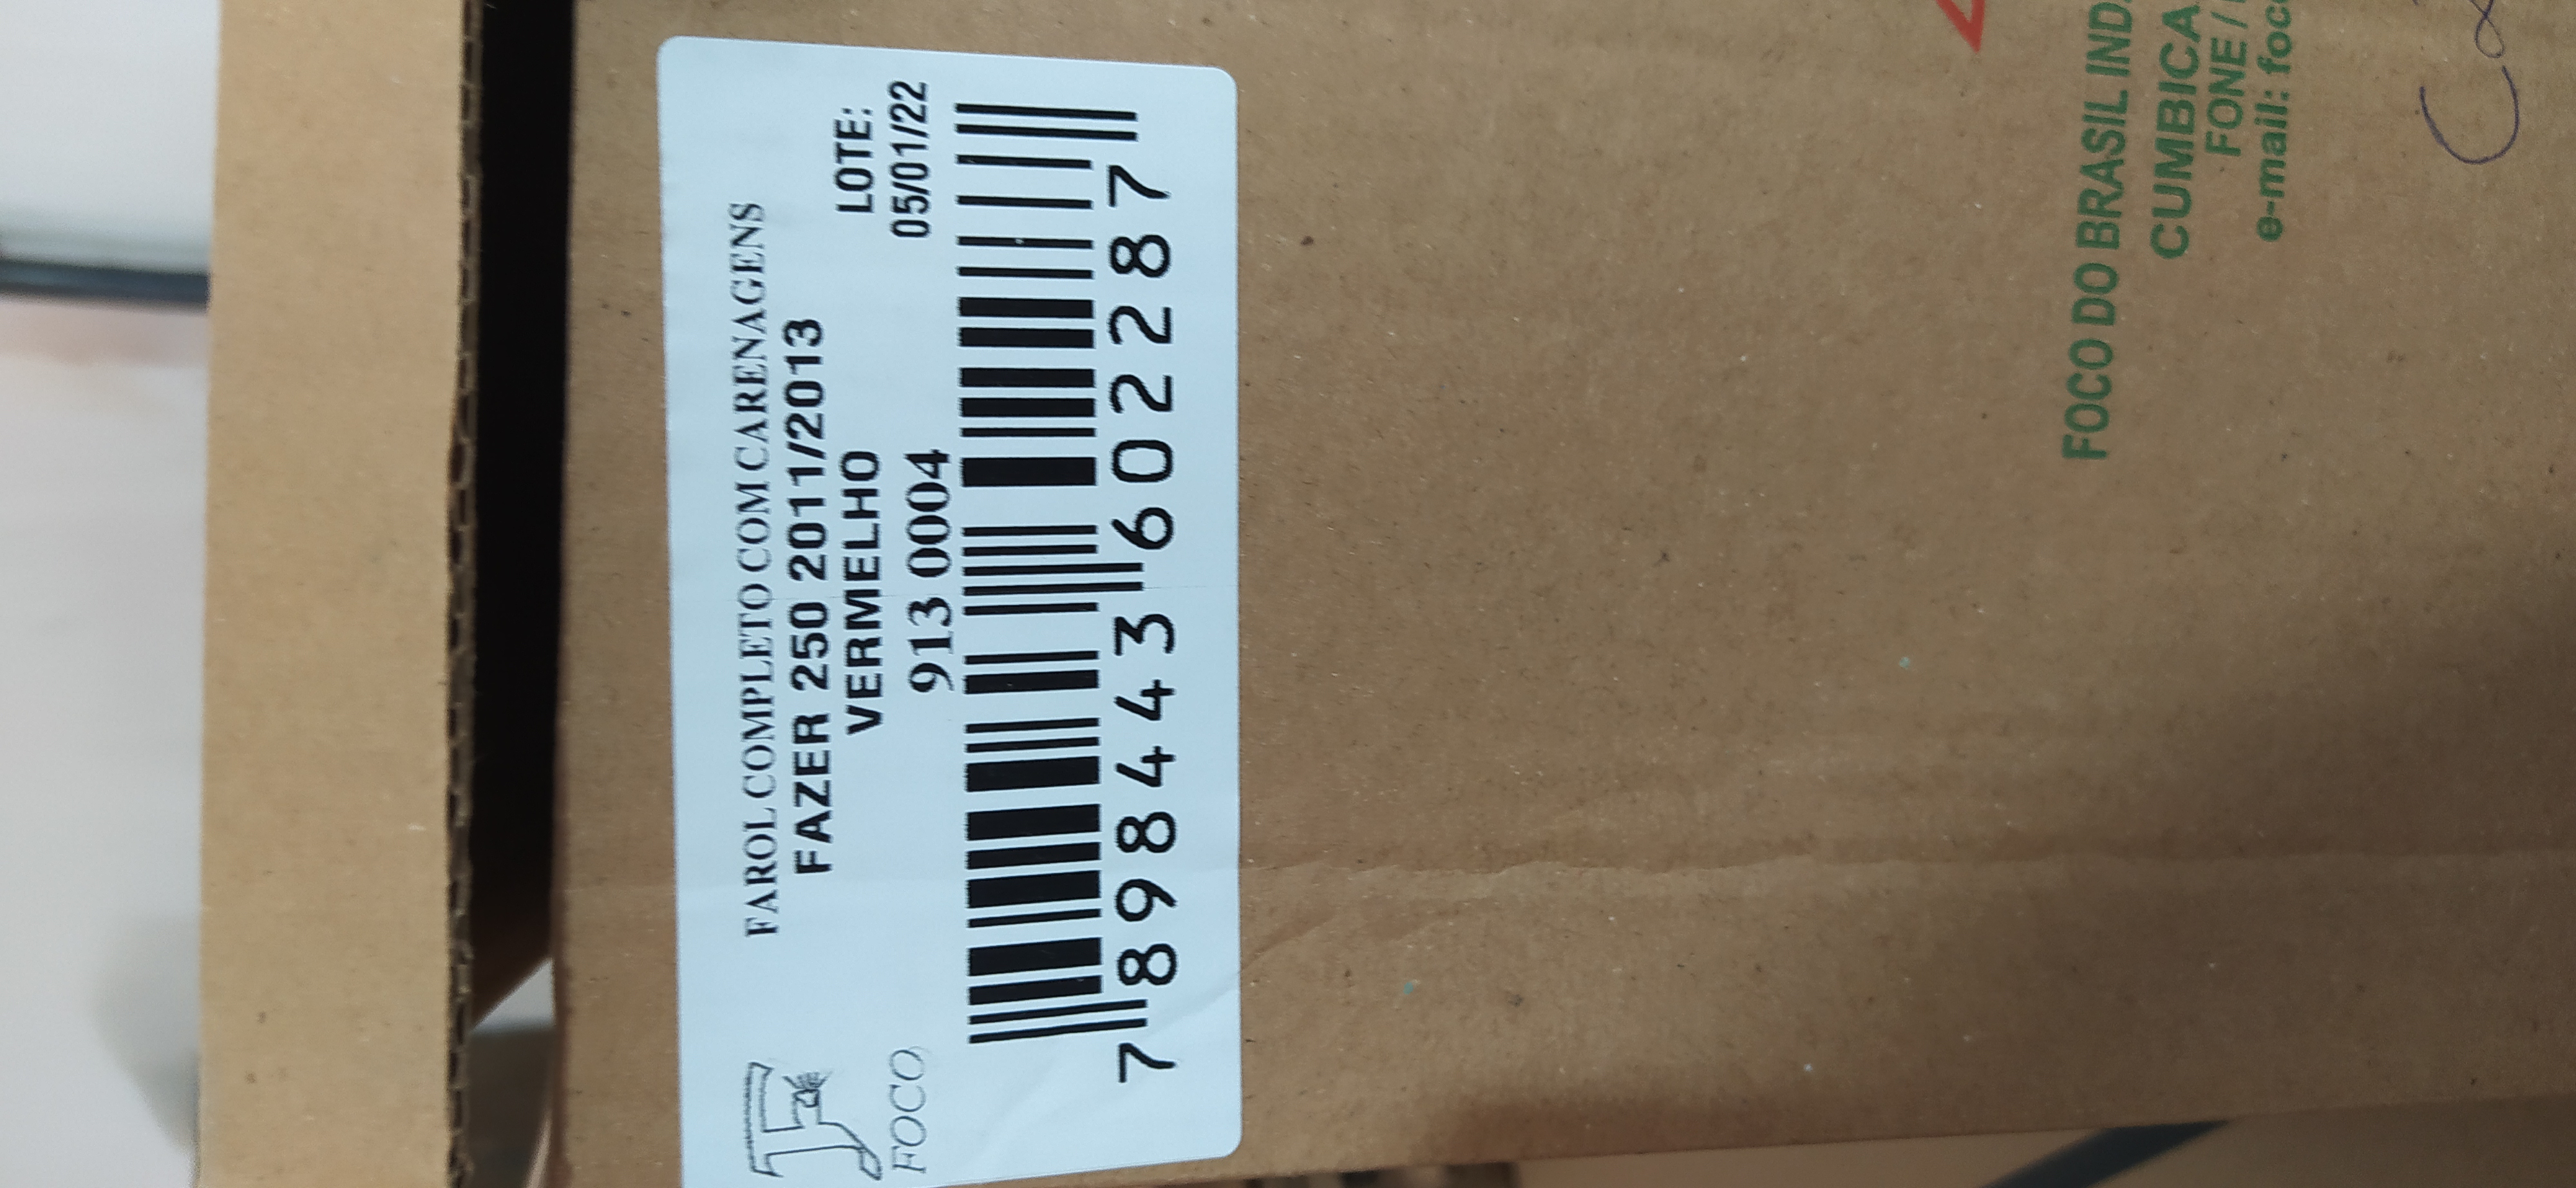 FAROL COMPLETO COM CARENAGENS
FAZER 250 2011/2013
VERMELHO
LOTE:
913 0004
05/01/22
FOCO
7 898443 602287
FOCO DO BRASIL IND.
CUMBICA
FONE /
e-mail: